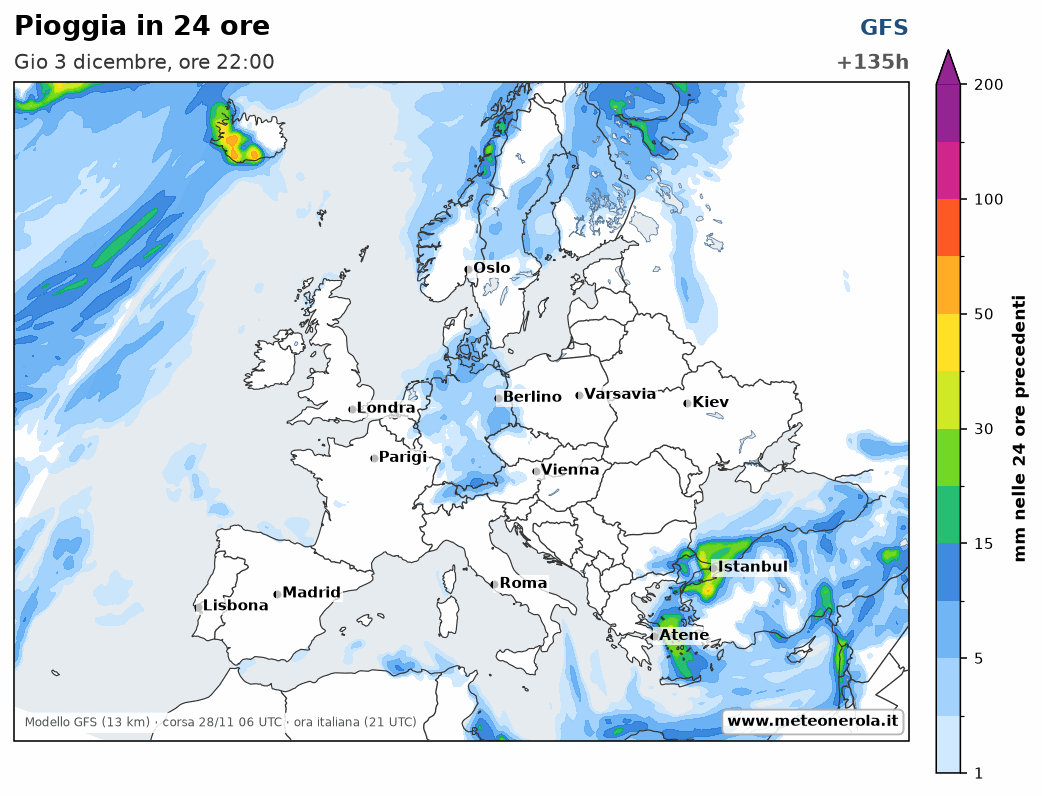 Pioggia in 24 ore
GFS
Gio 3 dicembre, ore 22:00
+135h
200
100
50
30
15
5
1
mm nelle 24 ore precedenti
Oslo
Berlino
Varsavia
Kiev
Londra
Parigi
Vienna
Istanbul
Roma
Madrid
Lisbona
Atene
Modello GFS (13 km) · corsa 28/11 06 UTC · ora italiana (21 UTC)
www.meteonerola.it